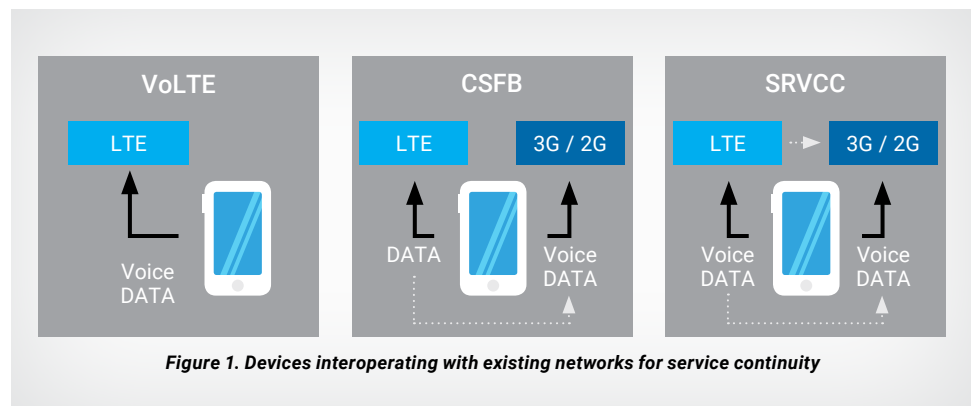 VoLTE
LTE
Voice
DATA
CSFB
LTE
3G / 2G
DATA
Voice
DATA
SRVCC
LTE
3G / 2G
Voice
DATA
Voice
DATA
Figure 1. Devices interoperating with existing networks for service continuity